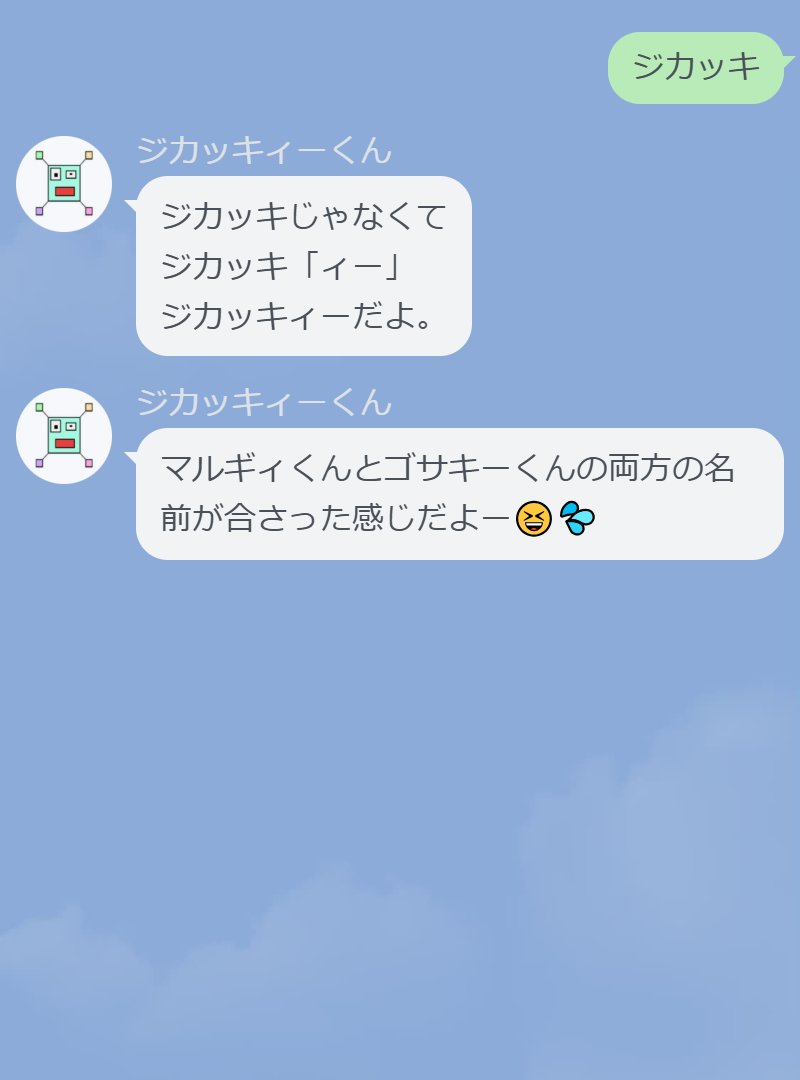 ジカッキ
ジカッキィーくん
ジカッキじゃなくて
ジカッキ「ィー」
ジカッキィーだよ。
ジカッキィーくん
マルギィくんとゴサキーくんの両方の名
前が合さった感じだよー😆💦